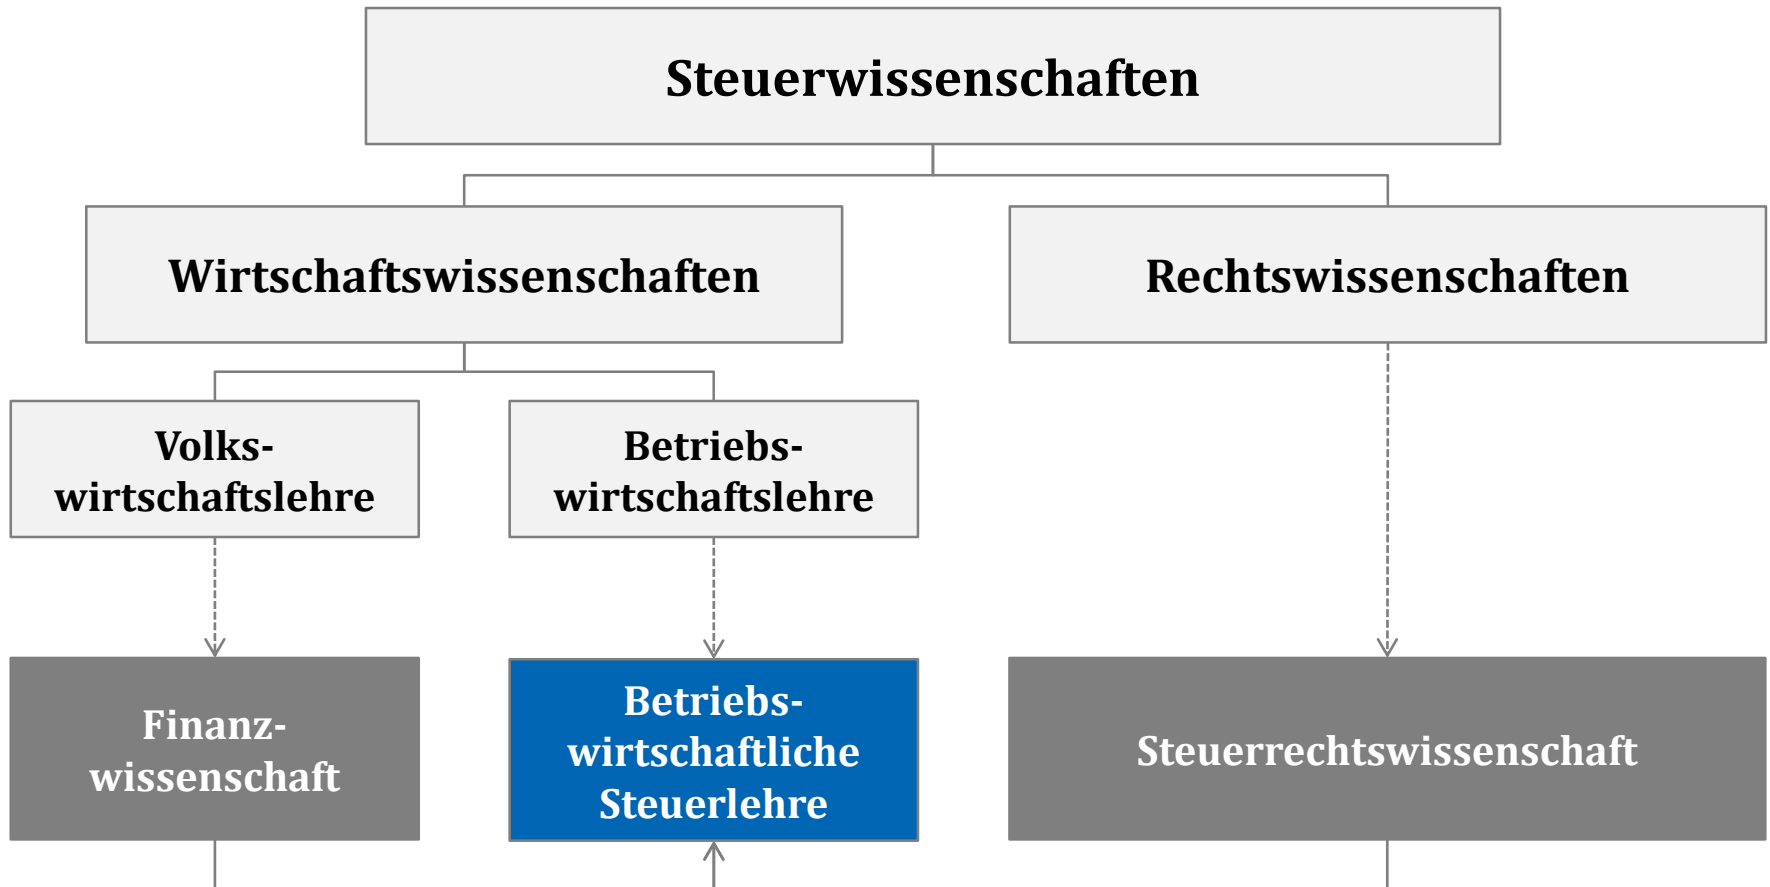 Steuerwissenschaften
Wirtschaftswissenschaften
Rechtswissenschaften
Volks-
wirtschaftslehre
Betriebs-
wirtschaftslehre
Finanz-
wissenschaft
Betriebs-
wirtschaftliche
Steuerlehre
Steuerrechtswissenschaft